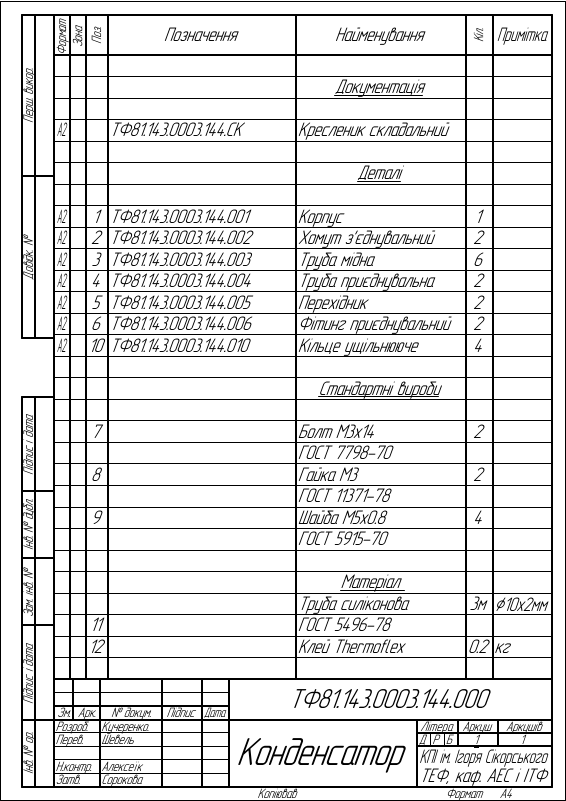 Формат Зона Поз. Позначення Найменування Кіл. Примітка
Документація
А2 ТФ81.143.0003.144.СК Кресленик складальний
Деталі
А2 1 ТФ81.143.0003.144.001 Корпус 1
А2 2 ТФ81.143.0003.144.002 Хомут з'єднувальний 2
А2 3 ТФ81.143.0003.144.003 Труба мідна 6
А2 4 ТФ81.143.0003.144.004 Труба приєднувальна 2
А2 5 ТФ81.143.0003.144.005 Перехідник 2
А2 6 ТФ81.143.0003.144.006 Фітинг приєднувальний 2
А2 10 ТФ81.143.0003.144.010 Кільце ущільнююче 4
Стандартні вироби
7 Болт М3х14 2
ГОСТ 7798-70
8 Гайка М3 2
ГОСТ 11371-78
9 Шайба М5х0.8 4
ГОСТ 5915-70
Матеріал
Труба силіконова 3м ϕ10х2мм
11 ГОСТ 5496-78
12 Клей Thermoflex 0.2 кг
Перш. викор.
Довідк. №
Підпис і дата
Інв. № дубл.
Зам. інв. №
Підпис і дата
Інв. № ор.
ТФ81.143.0003.144.000
Зм. Арк. № докум. Підпис Дата
Розроб. Кучеренко.
Перев. Шевель
Н.контр. Алексеік
Затв. Сорокова
Конденсатор
Літера Аркуш Аркушів
Д Р Б 1 1
КПІ ім. Ігоря Сікорського
ТЕФ, каф. АЕС і ІТФ
Копіював Формат А4